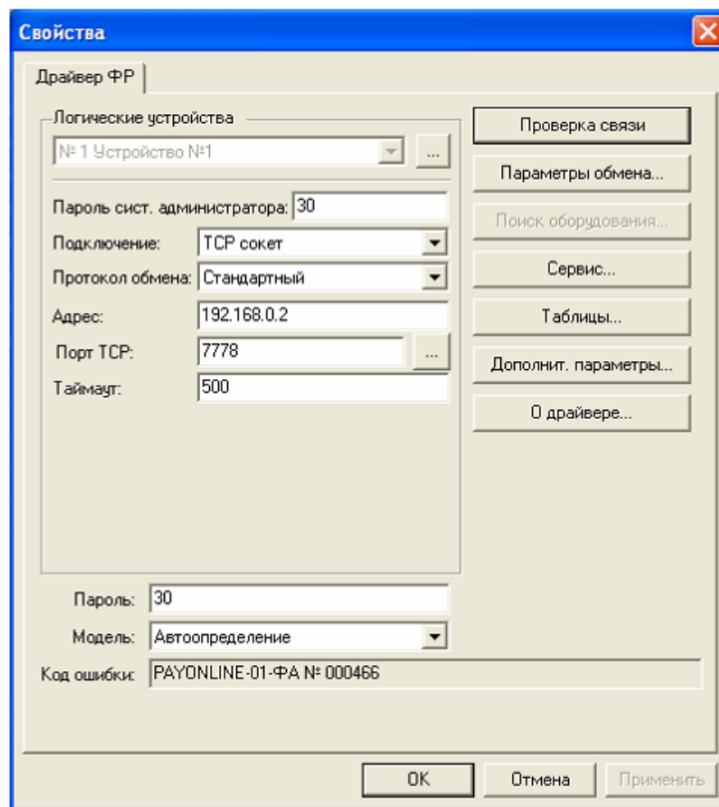 Свойства
Драйвер ФР
Логические устройства
№ 1 Устройство №1
...
Пароль сист. администратора: 30
Подключение: TCP сокет
Протокол обмена: Стандартный
Адрес: 192.168.0.2
Порт TCP: 7778
...
Таймаут: 500
Проверка связи
Параметры обмена...
Поиск оборудования...
Сервис...
Таблицы...
Дополнит. параметры...
О драйвере...
Пароль: 30
Модель: Автоопределение
Код ошибки: PAYONLINE-01-ФА № 000466
OK
Отмена
Применить